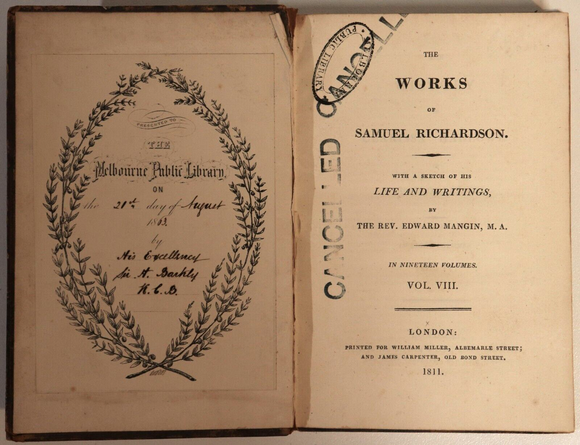 PRESENTED TO
THE
Melbourne Public Library,
ON
the 21st day of August
1863.
by
His Excellency
Sir H. Barkly
K.C.B.
MELBOURNE
PUBLIC LIBRARY
CANCELLED
CANCELLED
THE
WORKS
OF
SAMUEL RICHARDSON.
WITH A SKETCH OF HIS
LIFE AND WRITINGS,
BY
THE REV. EDWARD MANGIN, M. A.
IN NINETEEN VOLUMES.
VOL. VIII.
LONDON:
PRINTED FOR WILLIAM MILLER, ALBEMARLE STREET;
AND JAMES CARPENTER, OLD BOND STREET.
1811.